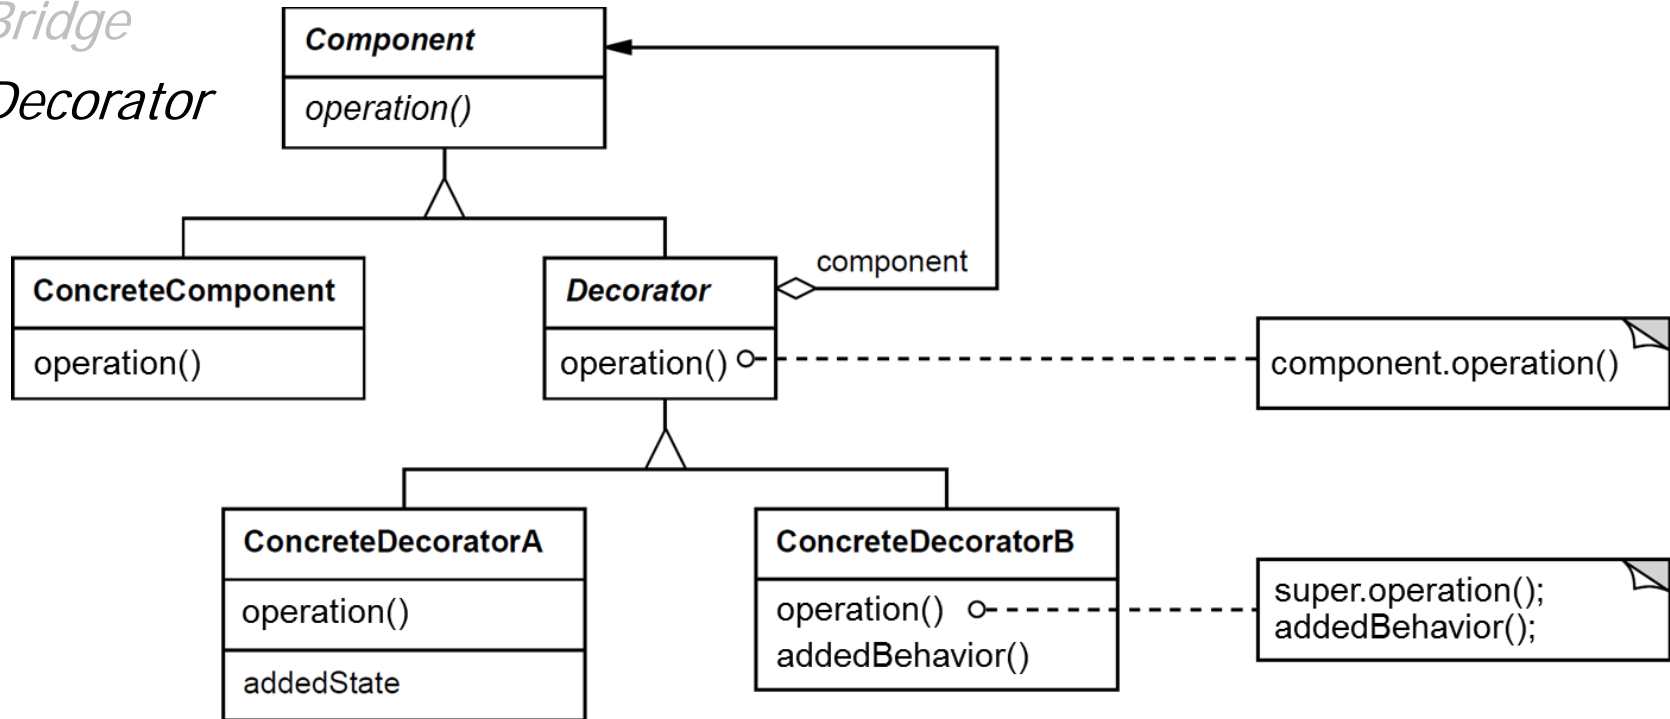 Bridge
Decorator
Component
operation()
component
ConcreteComponent
operation()
Decorator
operation()
component.operation()
ConcreteDecoratorA
operation()
addedState
ConcreteDecoratorB
operation()
addedBehavior()
super.operation();
addedBehavior();